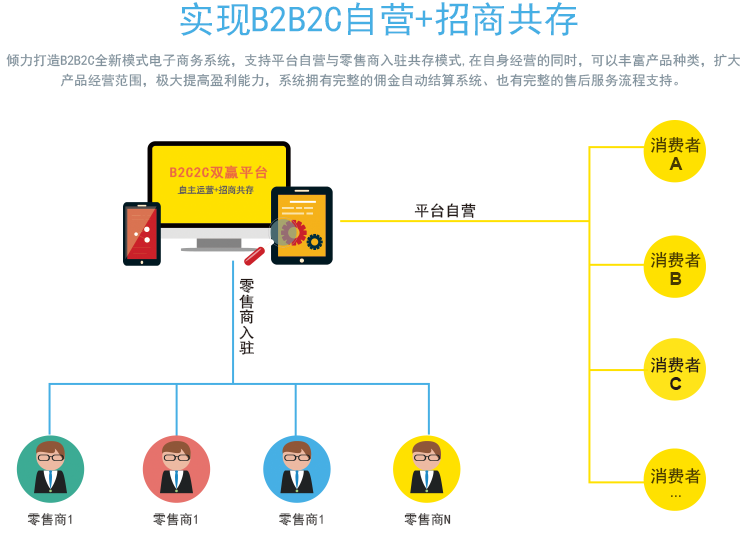 实现B2B2C自营+招商共存
倾力打造B2B2C全新模式电子商务系统，支持平台自营与零售商入驻共存模式,在自身经营的同时，可以丰富产品种类，扩大
产品经营范围，极大提高盈利能力，系统拥有完整的佣金自动结算系统、也有完整的售后服务流程支持。
B2C2C双赢平台
自主运营+招商共存
平台自营
零售商入驻
消费者
A
消费者
B
消费者
C
消费者
...
零售商1
零售商1
零售商1
零售商N